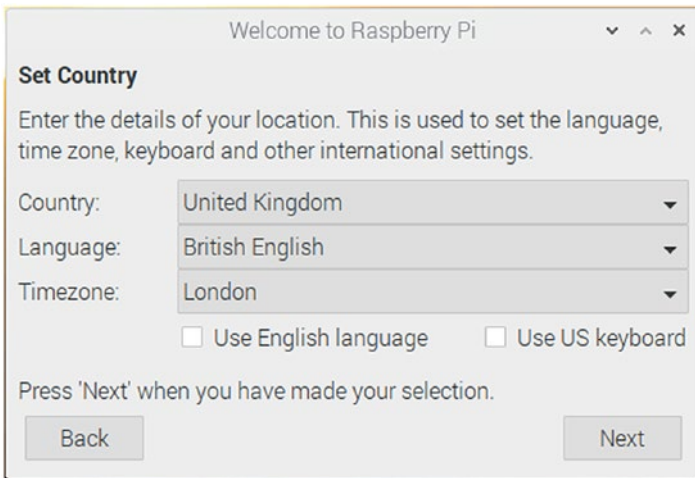 Welcome to Raspberry Pi
Set Country
Enter the details of your location. This is used to set the language,
time zone, keyboard and other international settings.
Country: United Kingdom
Language: British English
Timezone: London
Use English language Use US keyboard
Press 'Next' when you have made your selection.
Back Next